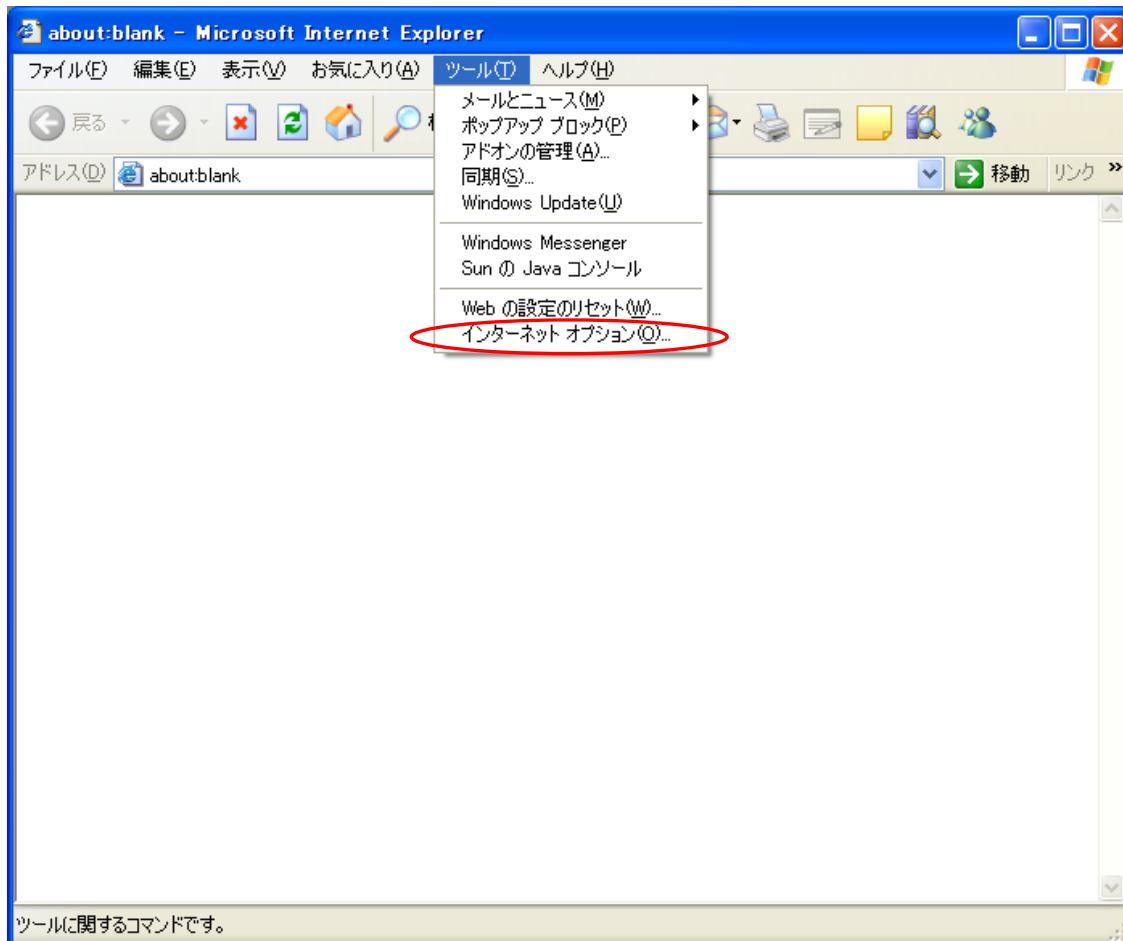 about:blank - Microsoft Internet Explorer
ファイル(F) 編集(E) 表示(V) お気に入り(A) ツール(T) ヘルプ(H)
戻る
アドレス(D) about:blank 移動 リンク »
メールとニュース(M)
ポップアップ ブロック(P)
アドオンの管理(A)...
同期(S)...
Windows Update(U)
Windows Messenger
Sun の Java コンソール
Web の設定のリセット(W)...
インターネット オプション(O)...
ツールに関するコマンドです。